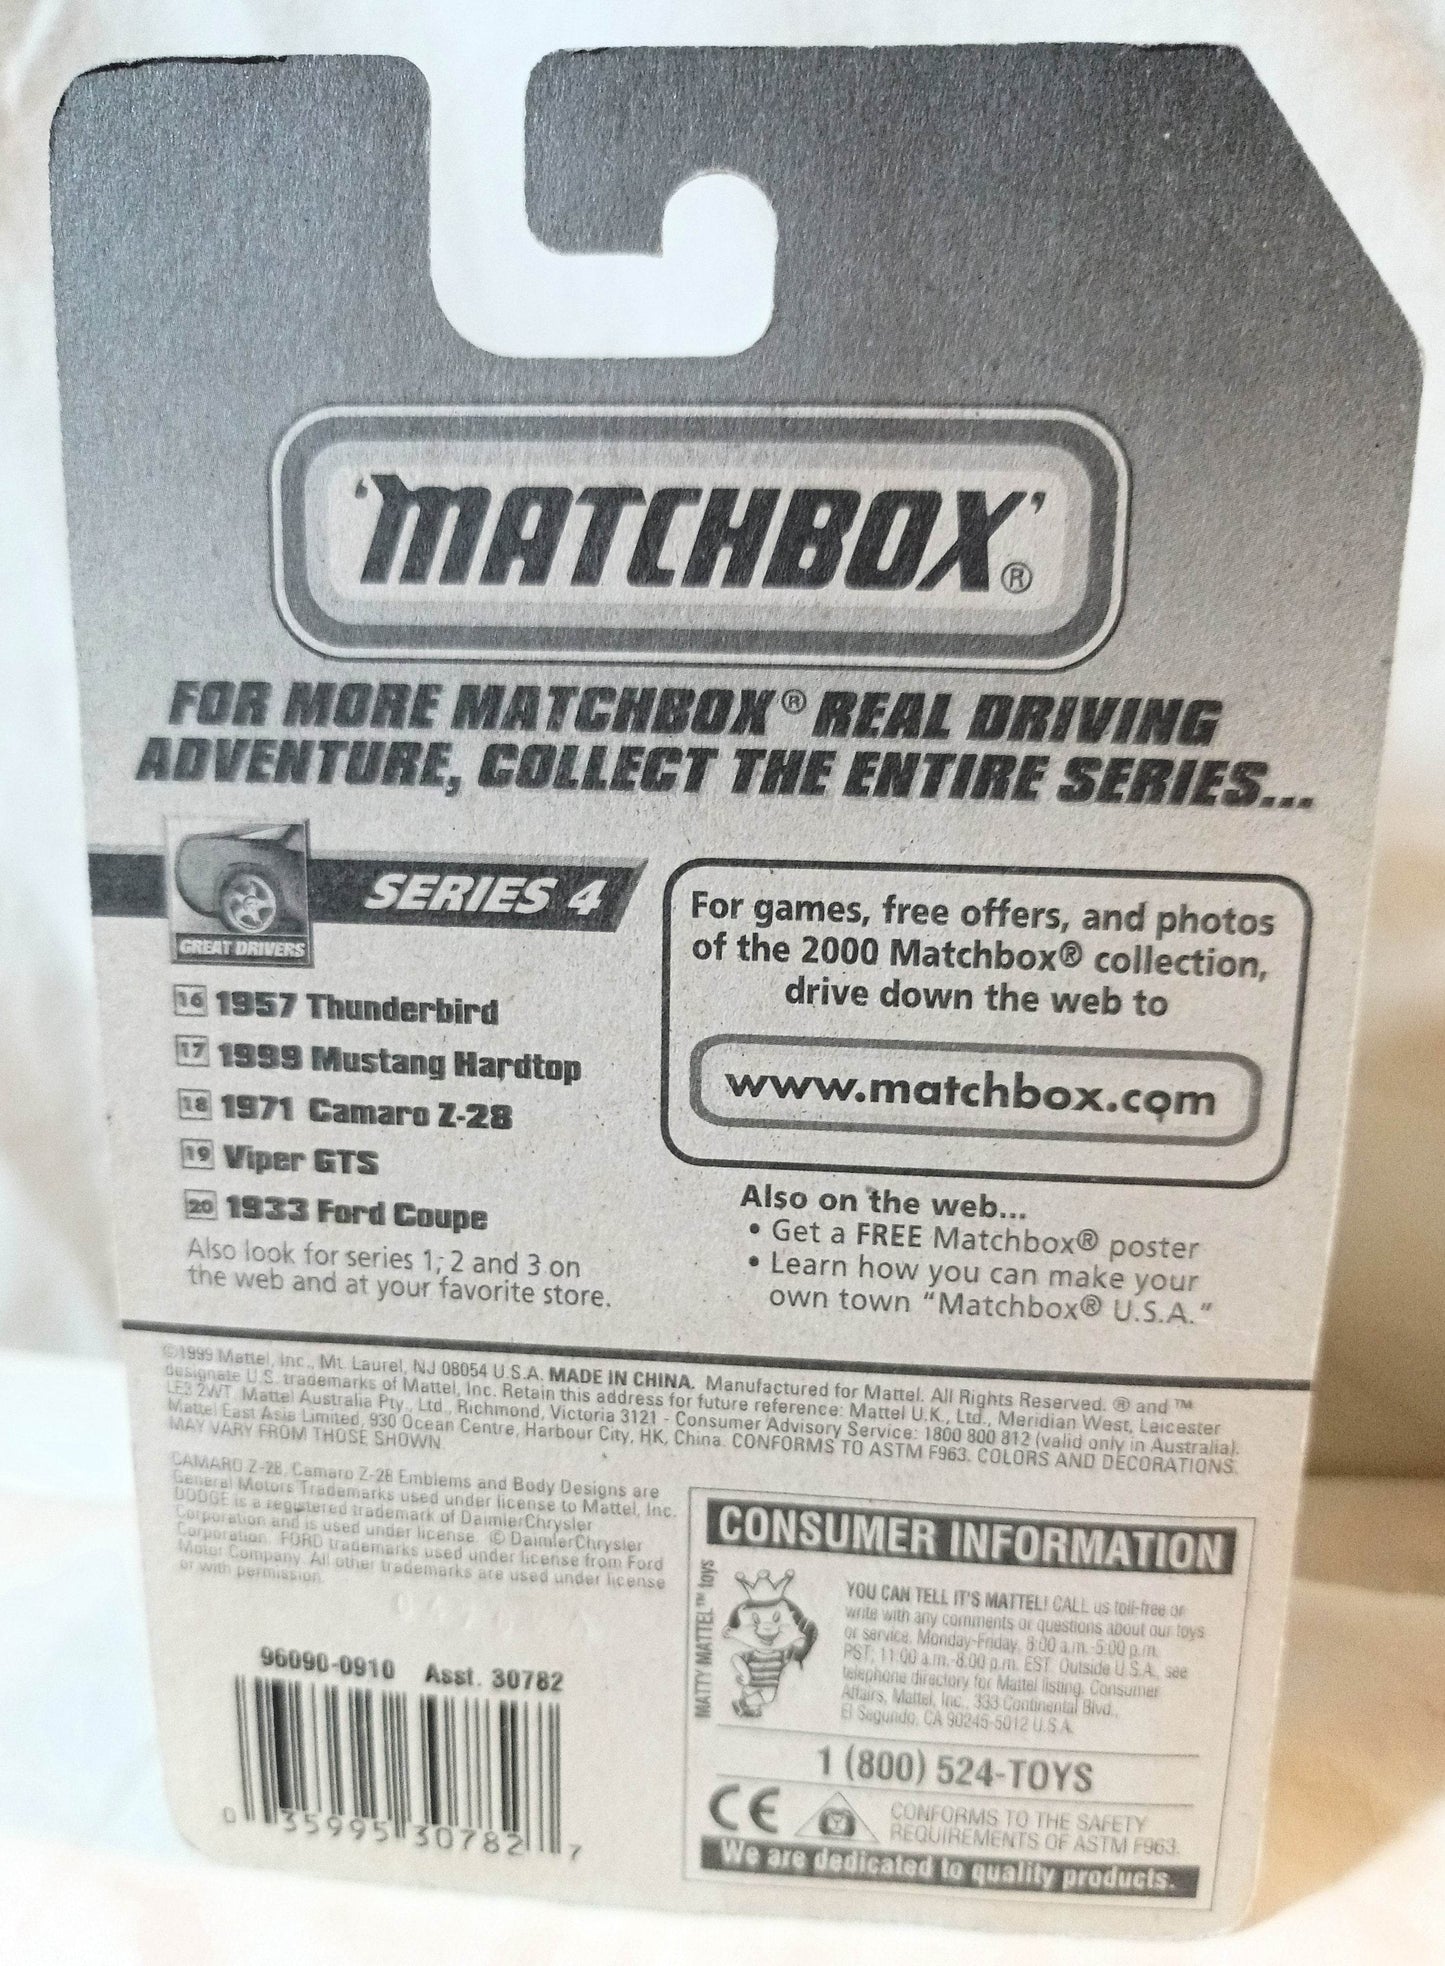 'MATCHBOX'®
FOR MORE MATCHBOX® REAL DRIVING
ADVENTURE, COLLECT THE ENTIRE SERIES...
SERIES 4
GREAT DRIVERS
16 1957 Thunderbird
17 1999 Mustang Hardtop
18 1971 Camaro Z-28
19 Viper GTS
20 1933 Ford Coupe
Also look for series 1, 2 and 3 on
the web and at your favorite store.
For games, free offers, and photos
of the 2000 Matchbox® collection,
drive down the web to
www.matchbox.com
Also on the web...
• Get a FREE Matchbox® poster
• Learn how you can make your
own town “Matchbox® U.S.A.”
©1999 Mattel, Inc., Mt. Laurel, NJ 08054 U.S.A. MADE IN CHINA. Manufactured for Mattel. All Rights Reserved. ® and ™
designate U.S. trademarks of Mattel, Inc. Retain this address for future reference: Mattel U.K., Ltd., Meridian West, Leicester
LE3 2WT. Mattel Australia Pty., Ltd., Richmond, Victoria 3121 - Consumer Advisory Service: 1800 800 812 (valid only in Australia).
Mattel East Asia Limited, 930 Ocean Centre, Harbour City, HK, China. CONFORMS TO ASTM F963. COLORS AND DECORATIONS
MAY VARY FROM THOSE SHOWN.
CAMARO Z-28, Camaro Z-28 Emblems and Body Designs are
General Motors Trademarks used under license to Mattel, Inc.
DODGE is a registered trademark of DaimlerChrysler
Corporation and is used under license. © DaimlerChrysler
Corporation. FORD trademarks used under license from Ford
Motor Company. All other trademarks are used under license
or with permission.
96090-0910 Asst. 30782
0 35995 30782 7
CONSUMER INFORMATION
MATTY MATTEL™ toys
YOU CAN TELL IT'S MATTEL! CALL us toll-free or
write with any comments or questions about our toys
or service. Monday-Friday, 8:00 a.m.-5:00 p.m.
PST; 11:00 a.m.-8:00 p.m. EST. Outside U.S.A., see
telephone directory for Mattel listing. Consumer
Affairs, Mattel, Inc., 333 Continental Blvd.,
El Segundo, CA 90245-5012 U.S.A.
1 (800) 524-TOYS
CE
CONFORMS TO THE SAFETY
REQUIREMENTS OF ASTM F963.
We are dedicated to quality products.